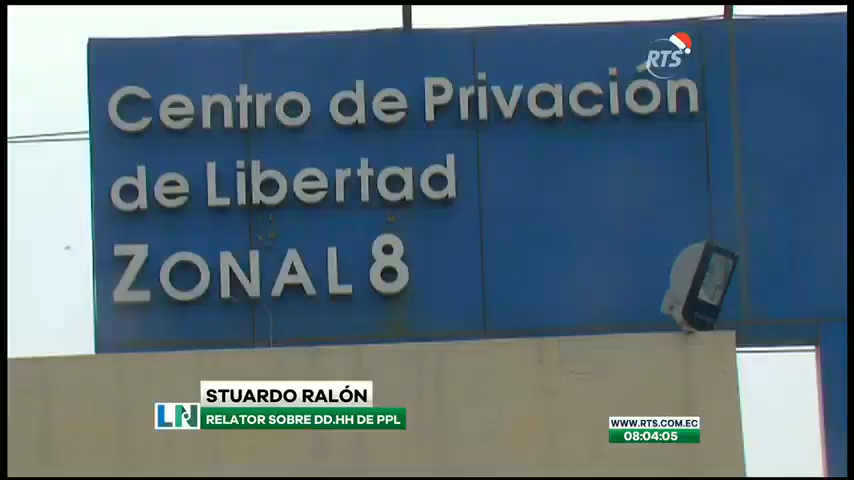 RTS
Centro de Privación
de Libertad
ZONAL 8
STUARDO RALÓN
LN
RELATOR SOBRE DD.HH DE PPL
WWW.RTS.COM.EC
08:04:05